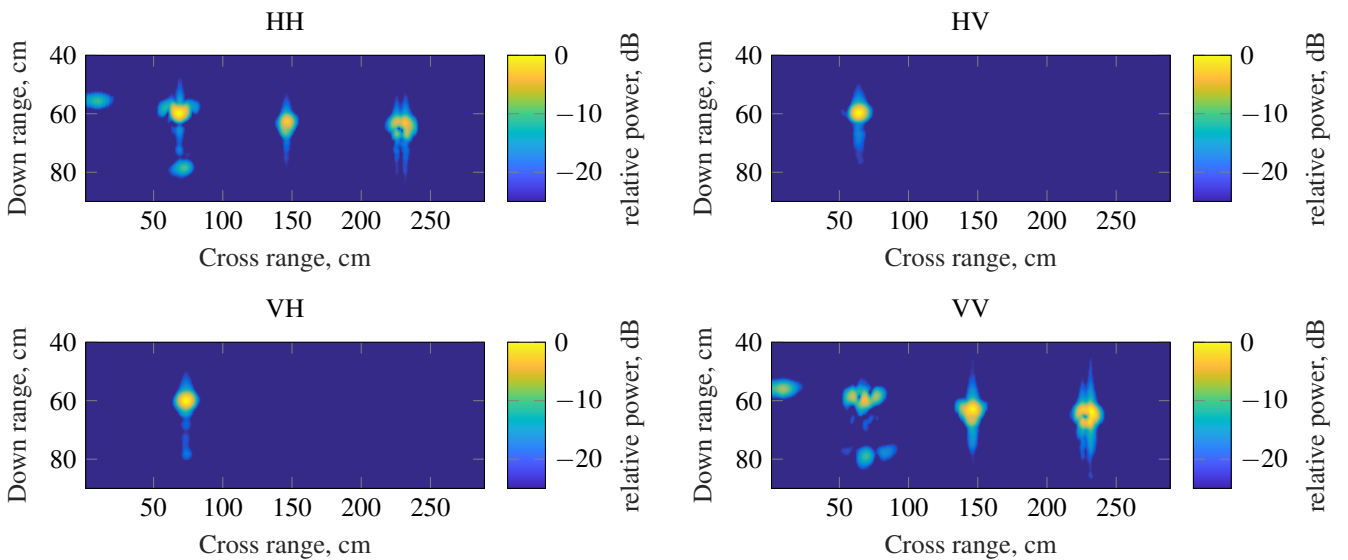 HH
40
60
80
Down range, cm
50 100 150 200 250
Cross range, cm
0
−10
−20
relative power, dB
HV
40
60
80
Down range, cm
50 100 150 200 250
Cross range, cm
0
−10
−20
relative power, dB
VH
40
60
80
Down range, cm
50 100 150 200 250
Cross range, cm
0
−10
−20
relative power, dB
VV
40
60
80
Down range, cm
50 100 150 200 250
Cross range, cm
0
−10
−20
relative power, dB